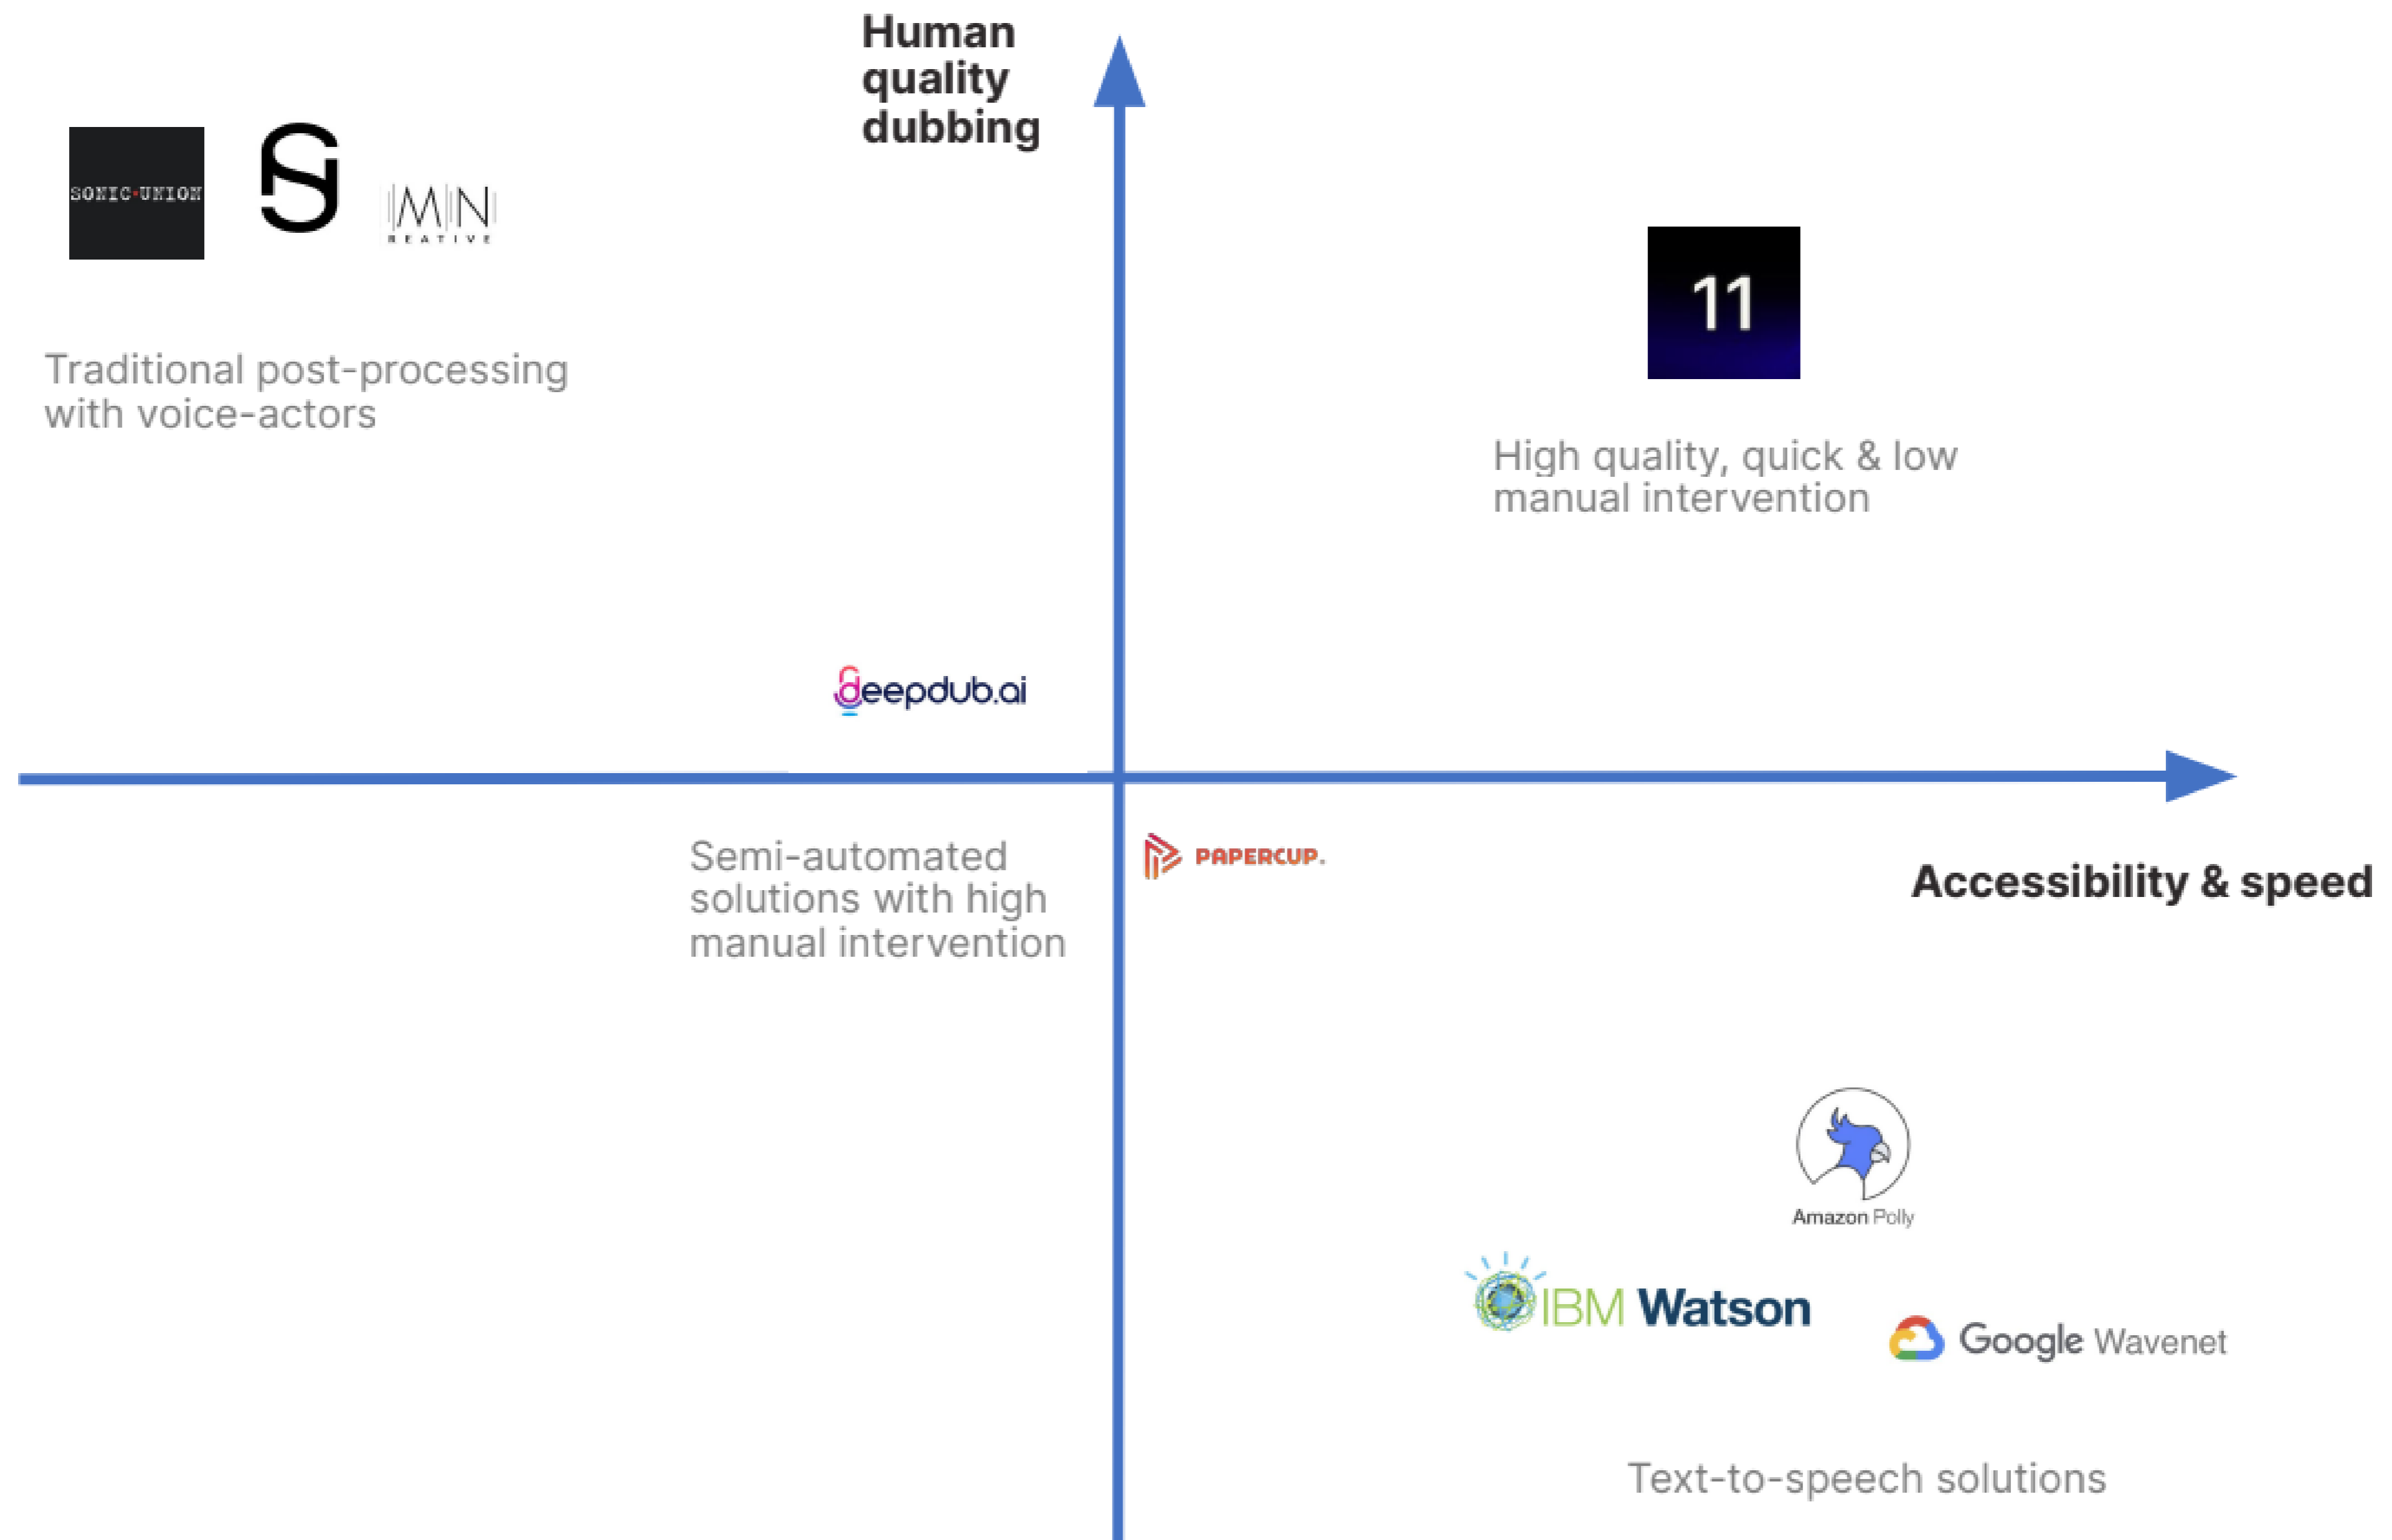 Human
quality
dubbing
SONIC UNION
|M|N|
REATIVE
11
Traditional post-processing
with voice-actors
High quality, quick & low
manual intervention
deepdub.ai
Semi-automated
solutions with high
manual intervention
PAPERCUP.
Accessibility & speed
Amazon Polly
IBM Watson
Google Wavenet
Text-to-speech solutions